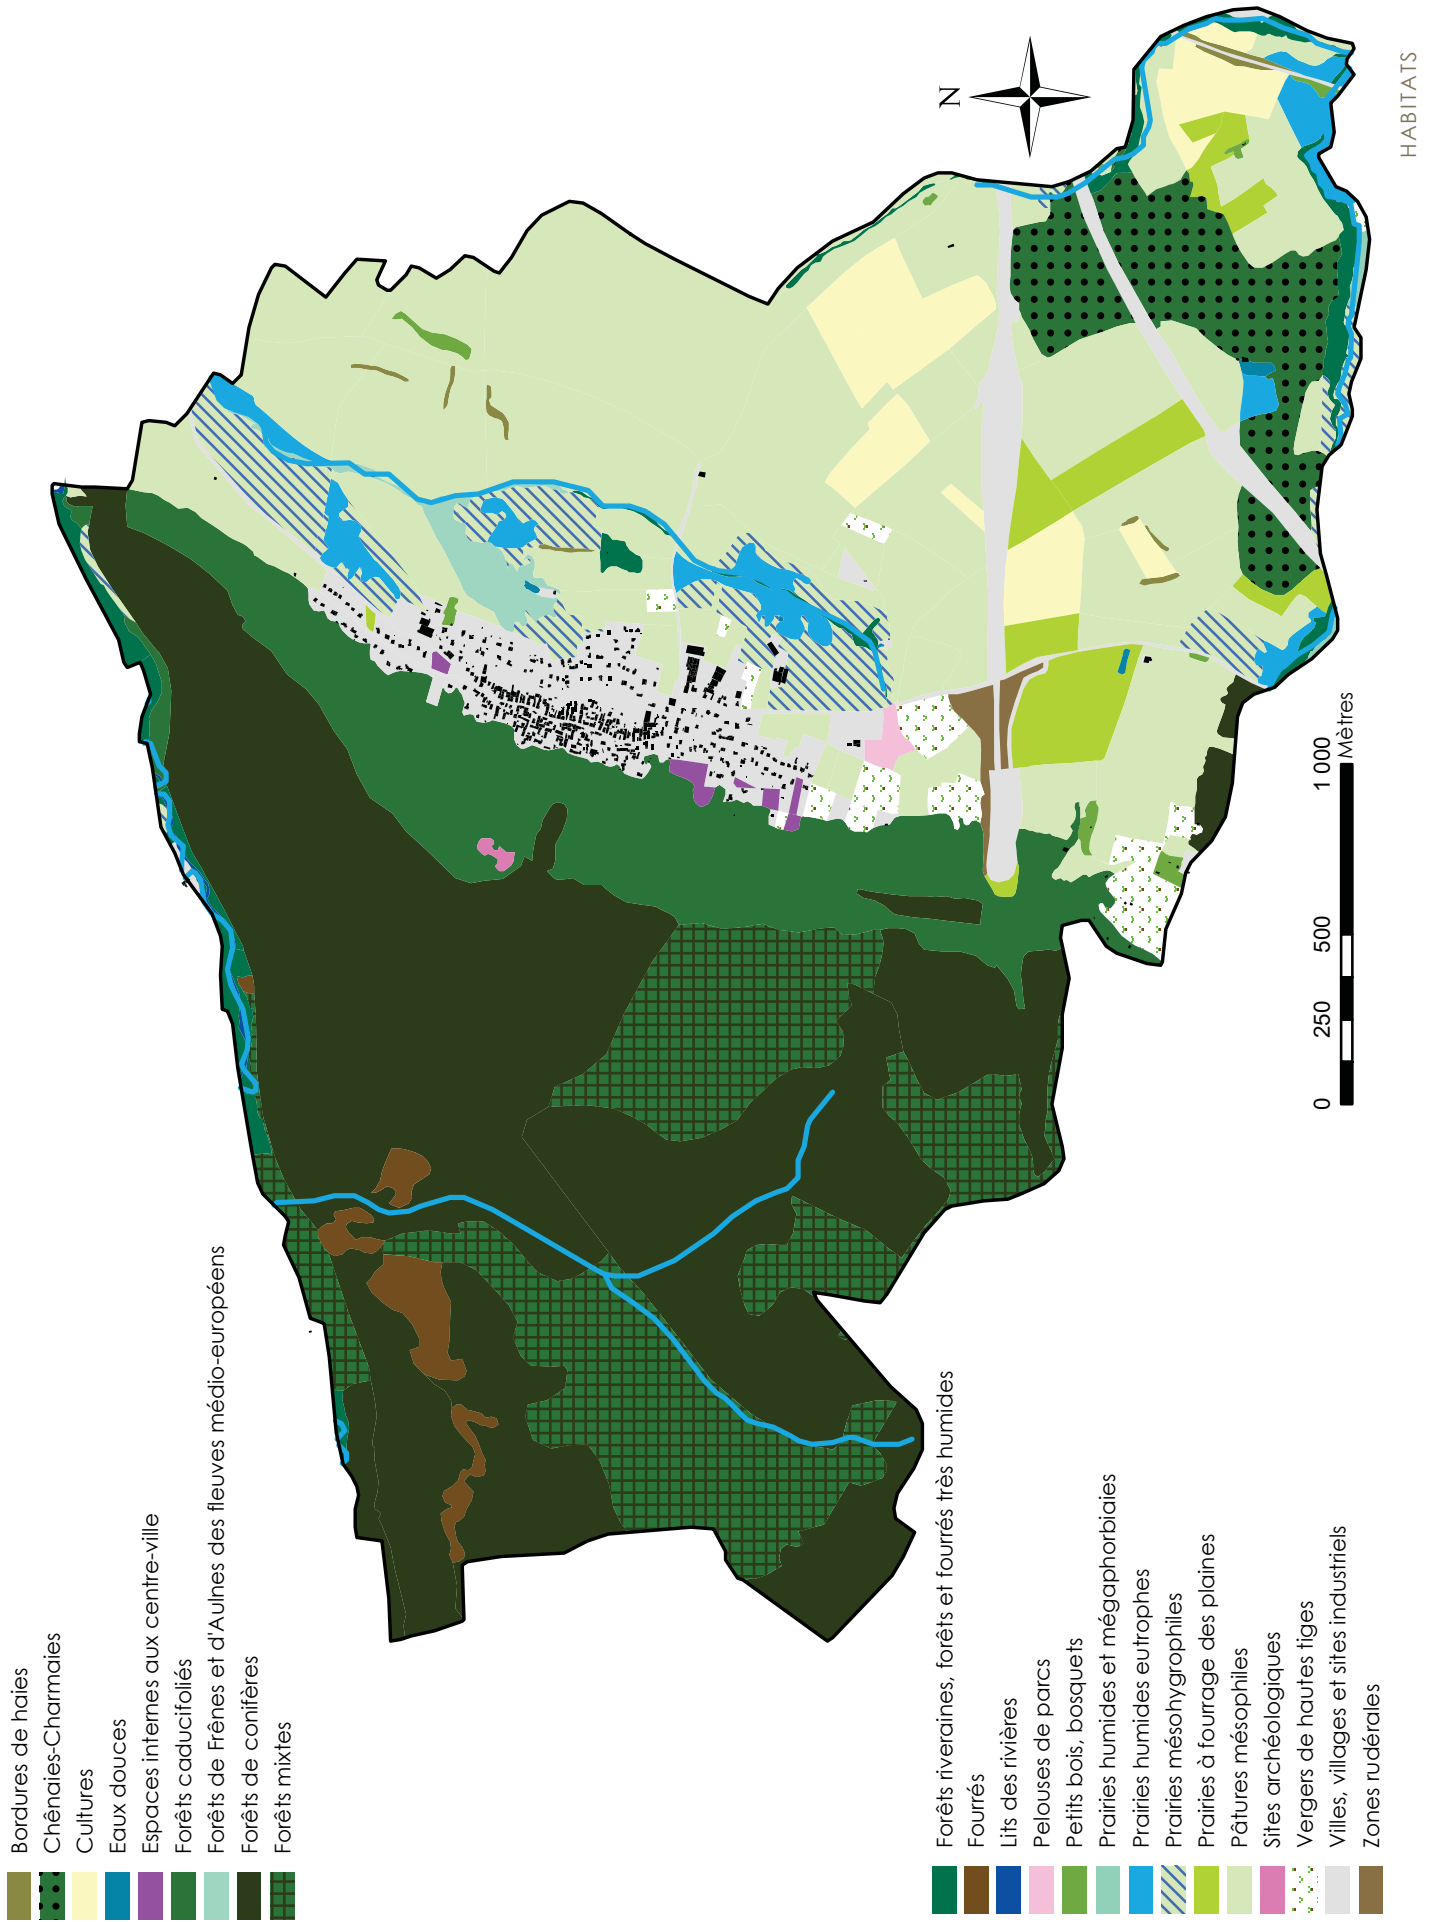 HABITATS
N
Bordures de haies
Chênaies-Charmaies
Cultures
Eaux douces
Espaces internes aux centre-ville
Forêts caducifoliés
Forêts de Frênes et d'Aulnes des fleuves médio-européens
Forêts de conifères
Forêts mixtes
Forêts riveraines, forêts et fourrés très humides
Fourrés
Lits des rivières
Pelouses de parcs
Petits bois, bosquets
Prairies humides et mégaphorbiaies
Prairies humides eutrophes
Prairies mésohygrophiles
Prairies à fourrage des plaines
Pâtures mésophiles
Sites archéologiques
Vergers de hautes tiges
Villes, villages et sites industriels
Zones rudérales
0 250 500 1 000
Mètres